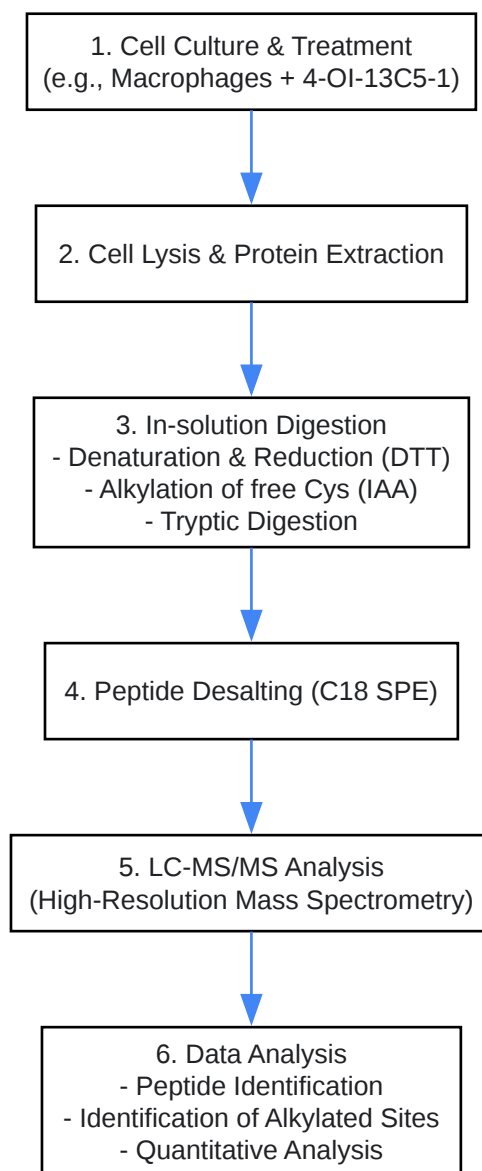 1. Cell Culture & Treatment
(e.g., Macrophages + 4-OI-13C5-1)
2. Cell Lysis & Protein Extraction
3. In-solution Digestion
- Denaturation & Reduction (DTT)
- Alkylation of free Cys (IAA)
- Tryptic Digestion
4. Peptide Desalting (C18 SPE)
5. LC-MS/MS Analysis
(High-Resolution Mass Spectrometry)
6. Data Analysis
- Peptide Identification
- Identification of Alkylated Sites
- Quantitative Analysis